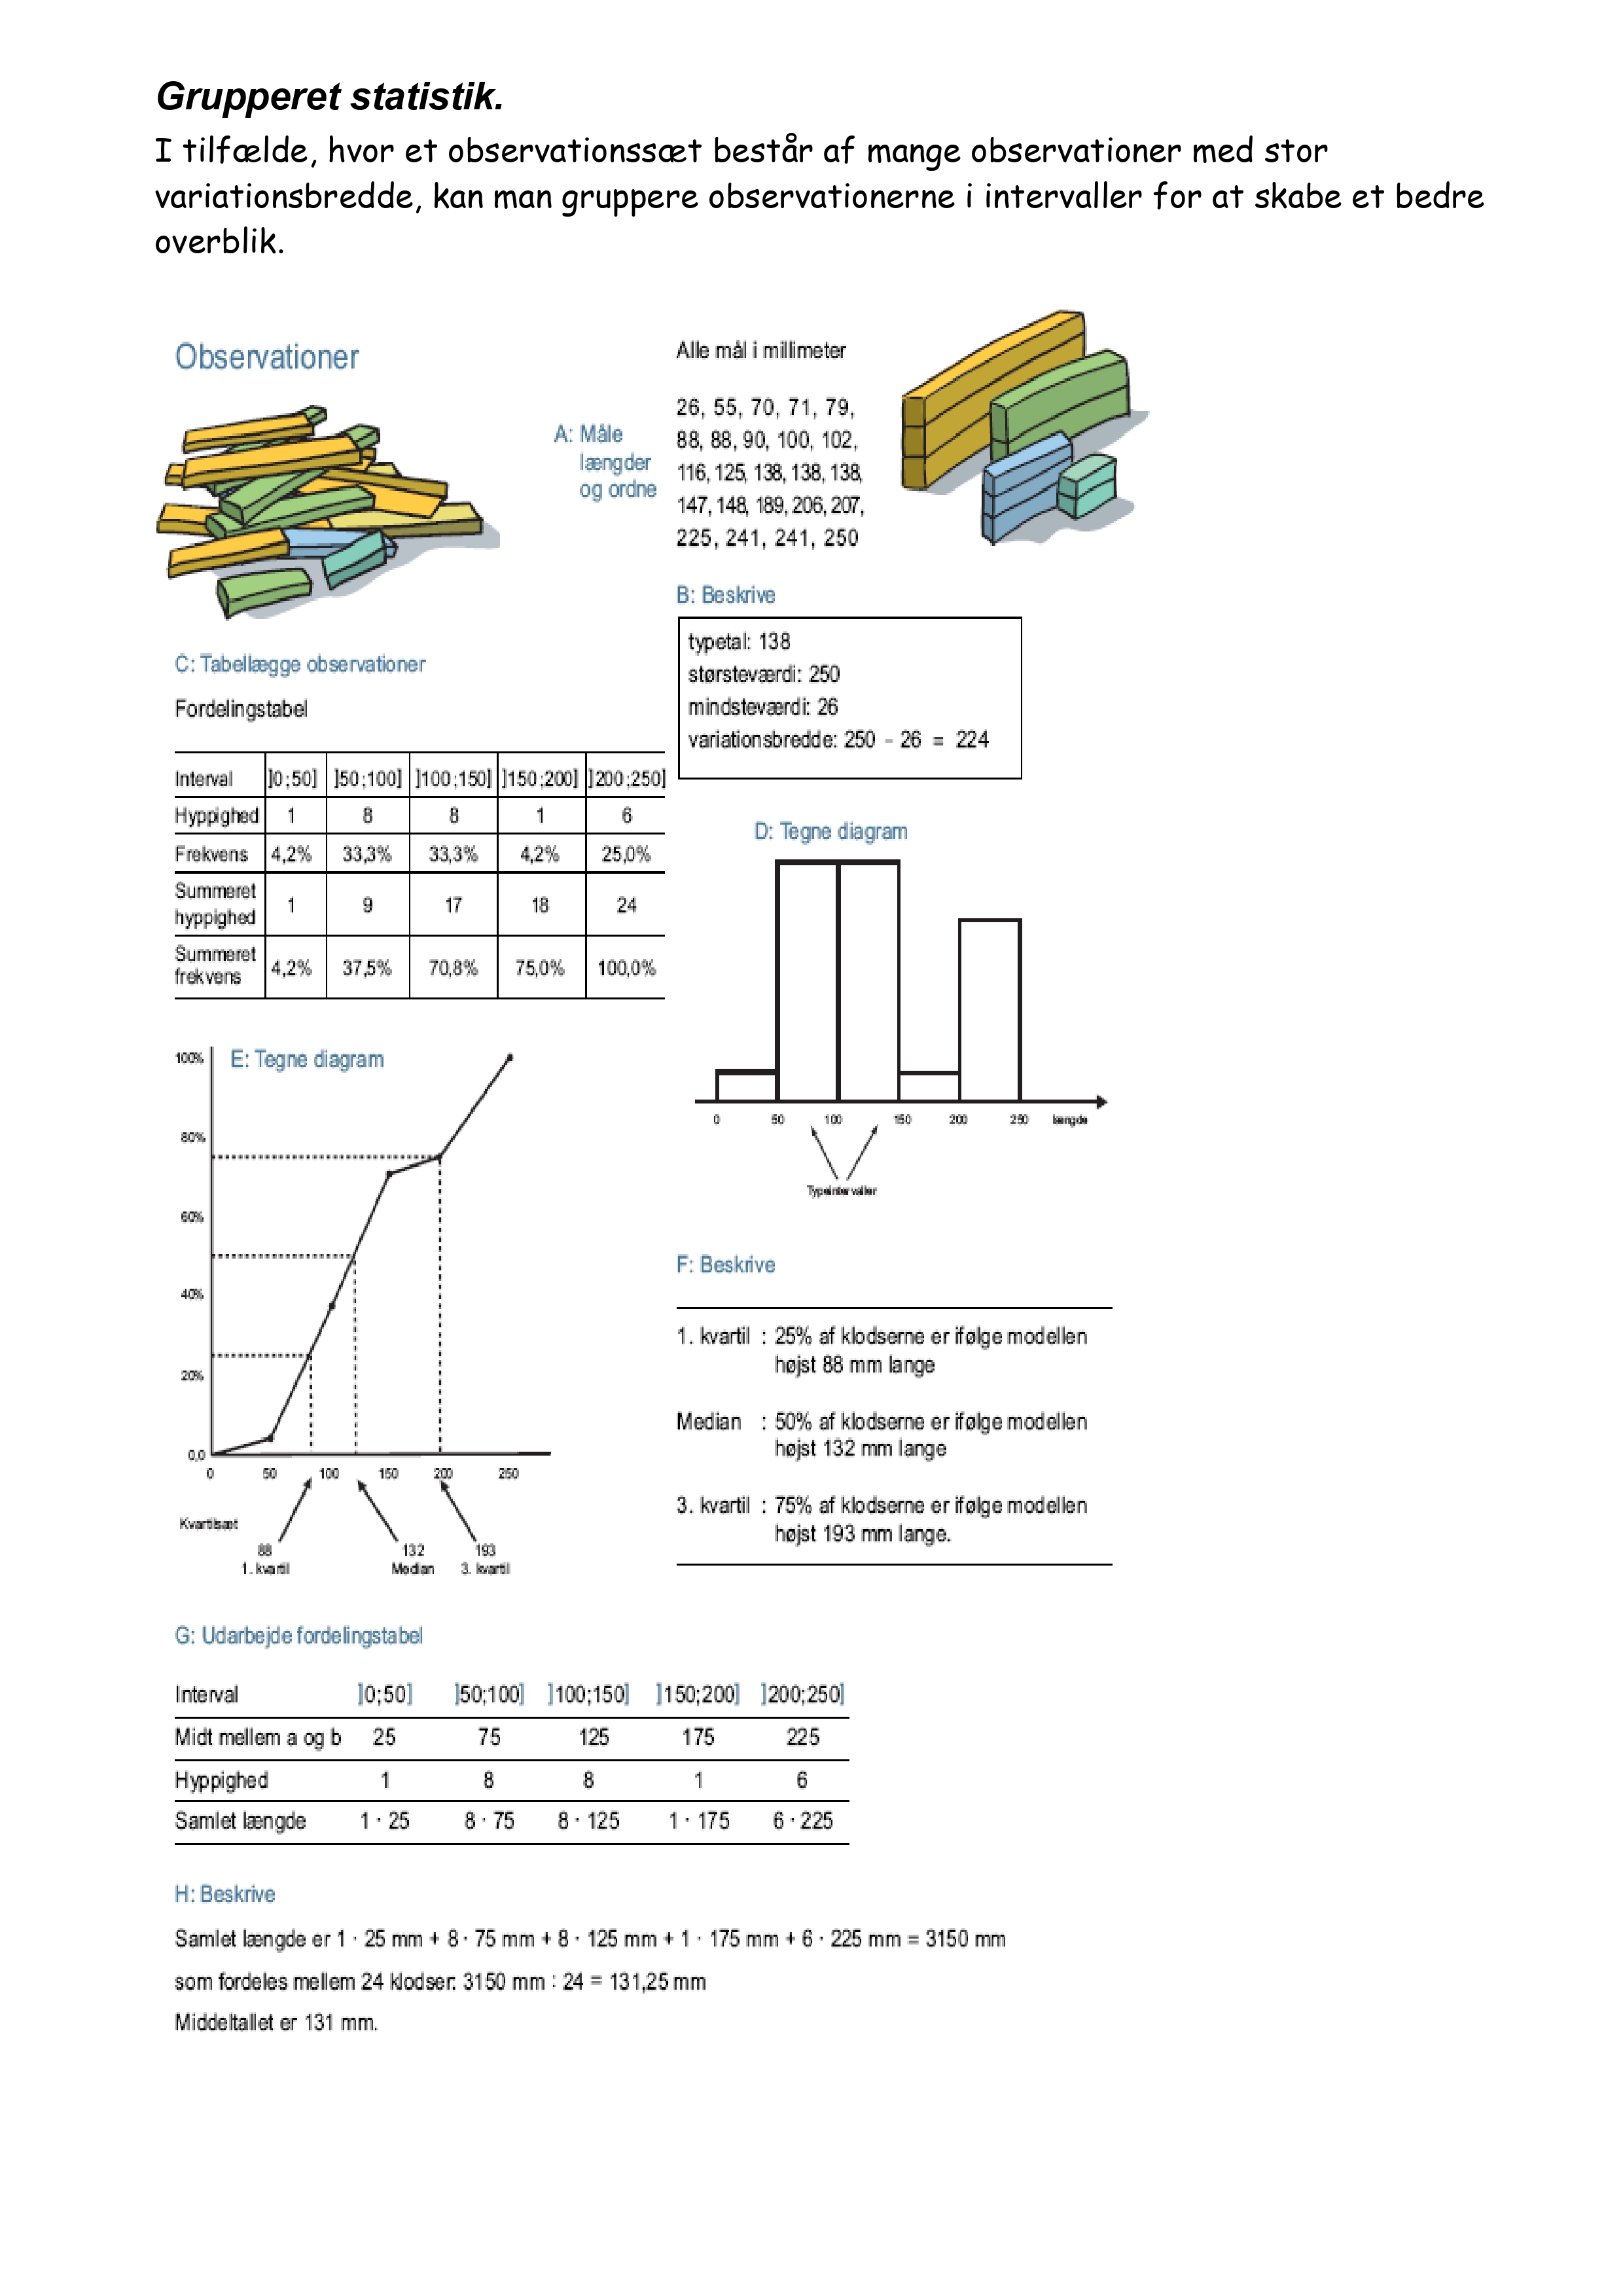 Grupperet statistik.
I tilfælde, hvor et observationssæt består af mange observationer med stor
variationsbredde, kan man gruppere observationerne i intervaller for at skabe et bedre
overblik.
Observationer
A: Måle
længder
og ordne
Alle mål i millimeter
26, 55, 70, 71, 79,
88, 88, 90, 100, 102,
116, 125, 138, 138, 138,
147, 148, 189, 206, 207,
225, 241, 241, 250
B: Beskrive
typetal: 138
størsteværdi: 250
mindsteværdi: 26
variationsbredde: 250 - 26 = 224
C: Tabellægge observationer
Fordelingstabel
Interval ]0;50] ]50;100] ]100;150] ]150;200] ]200;250]
Hyppighed 1 8 8 1 6
Frekvens 4,2% 33,3% 33,3% 4,2% 25,0%
Summeret
hyppighed 1 9 17 18 24
Summeret
frekvens 4,2% 37,5% 70,8% 75,0% 100,0%
D: Tegne diagram
0 50 100 150 200 250 længde
Typeintervaller
E: Tegne diagram
100%
80%
60%
40%
20%
0,0
0 50 100 150 200 250
Kvartilsæt
88 132 193
1. kvartil Median 3. kvartil
F: Beskrive
1. kvartil : 25% af klodserne er ifølge modellen
højst 88 mm lange
Median : 50% af klodserne er ifølge modellen
højst 132 mm lange
3. kvartil : 75% af klodserne er ifølge modellen
højst 193 mm lange.
G: Udarbejde fordelingstabel
Interval ]0;50] ]50;100] ]100;150] ]150;200] ]200;250]
Midt mellem a og b 25 75 125 175 225
Hyppighed 1 8 8 1 6
Samlet længde 1 · 25 8 · 75 8 · 125 1 · 175 6 · 225
H: Beskrive
Samlet længde er 1 · 25 mm + 8 · 75 mm + 8 · 125 mm + 1 · 175 mm + 6 · 225 mm = 3150 mm
som fordeles mellem 24 klodser: 3150 mm : 24 = 131,25 mm
Middeltallet er 131 mm.